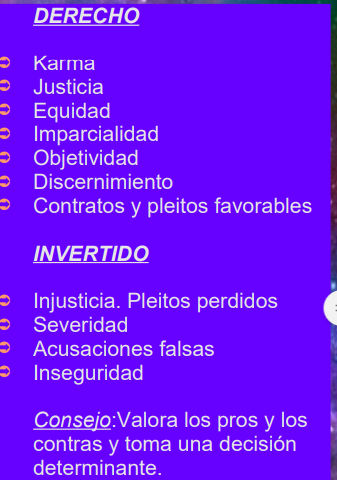 DERECHO
Karma
Justicia
Equidad
Imparcialidad
Objetividad
Discernimiento
Contratos y pleitos favorables
INVERTIDO
Injusticia. Pleitos perdidos
Severidad
Acusaciones falsas
Inseguridad
Consejo:Valora los pros y los
contras y toma una decisión
determinante.